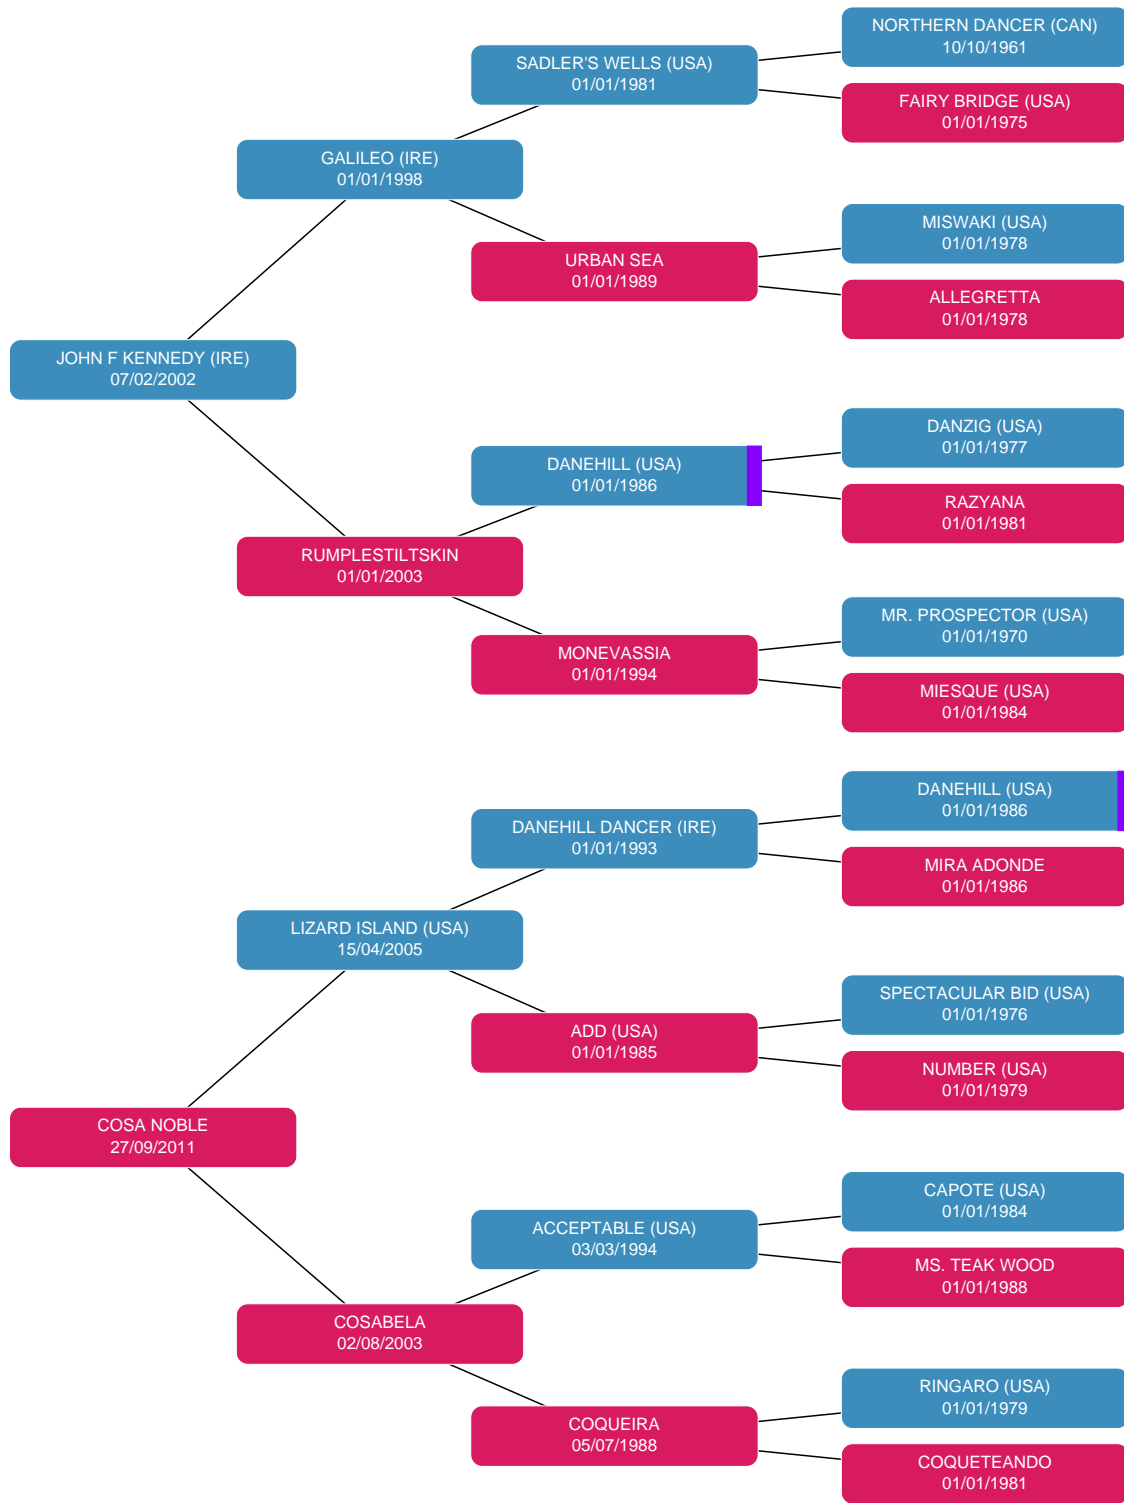 NORTHERN DANCER (CAN)
10/10/1961
SADLER'S WELLS (USA)
01/01/1981
FAIRY BRIDGE (USA)
01/01/1975
GALILEO (IRE)
01/01/1998
MISWAKI (USA)
01/01/1978
URBAN SEA
01/01/1989
ALLEGRETTA
01/01/1978
JOHN F KENNEDY (IRE)
07/02/2002
DANZIG (USA)
01/01/1977
DANEHILL (USA)
01/01/1986
RAZYANA
01/01/1981
RUMPLESTILTSKIN
01/01/2003
MR. PROSPECTOR (USA)
01/01/1970
MONEVASSIA
01/01/1994
MIESQUE (USA)
01/01/1984
DANEHILL (USA)
01/01/1986
DANEHILL DANCER (IRE)
01/01/1993
MIRA ADONDE
01/01/1986
LIZARD ISLAND (USA)
15/04/2005
SPECTACULAR BID (USA)
01/01/1976
ADD (USA)
01/01/1985
NUMBER (USA)
01/01/1979
COSA NOBLE
27/09/2011
CAPOTE (USA)
01/01/1984
ACCEPTABLE (USA)
03/03/1994
MS. TEAK WOOD
01/01/1988
COSABELA
02/08/2003
RINGARO (USA)
01/01/1979
COQUEIRA
05/07/1988
COQUETEANDO
01/01/1981